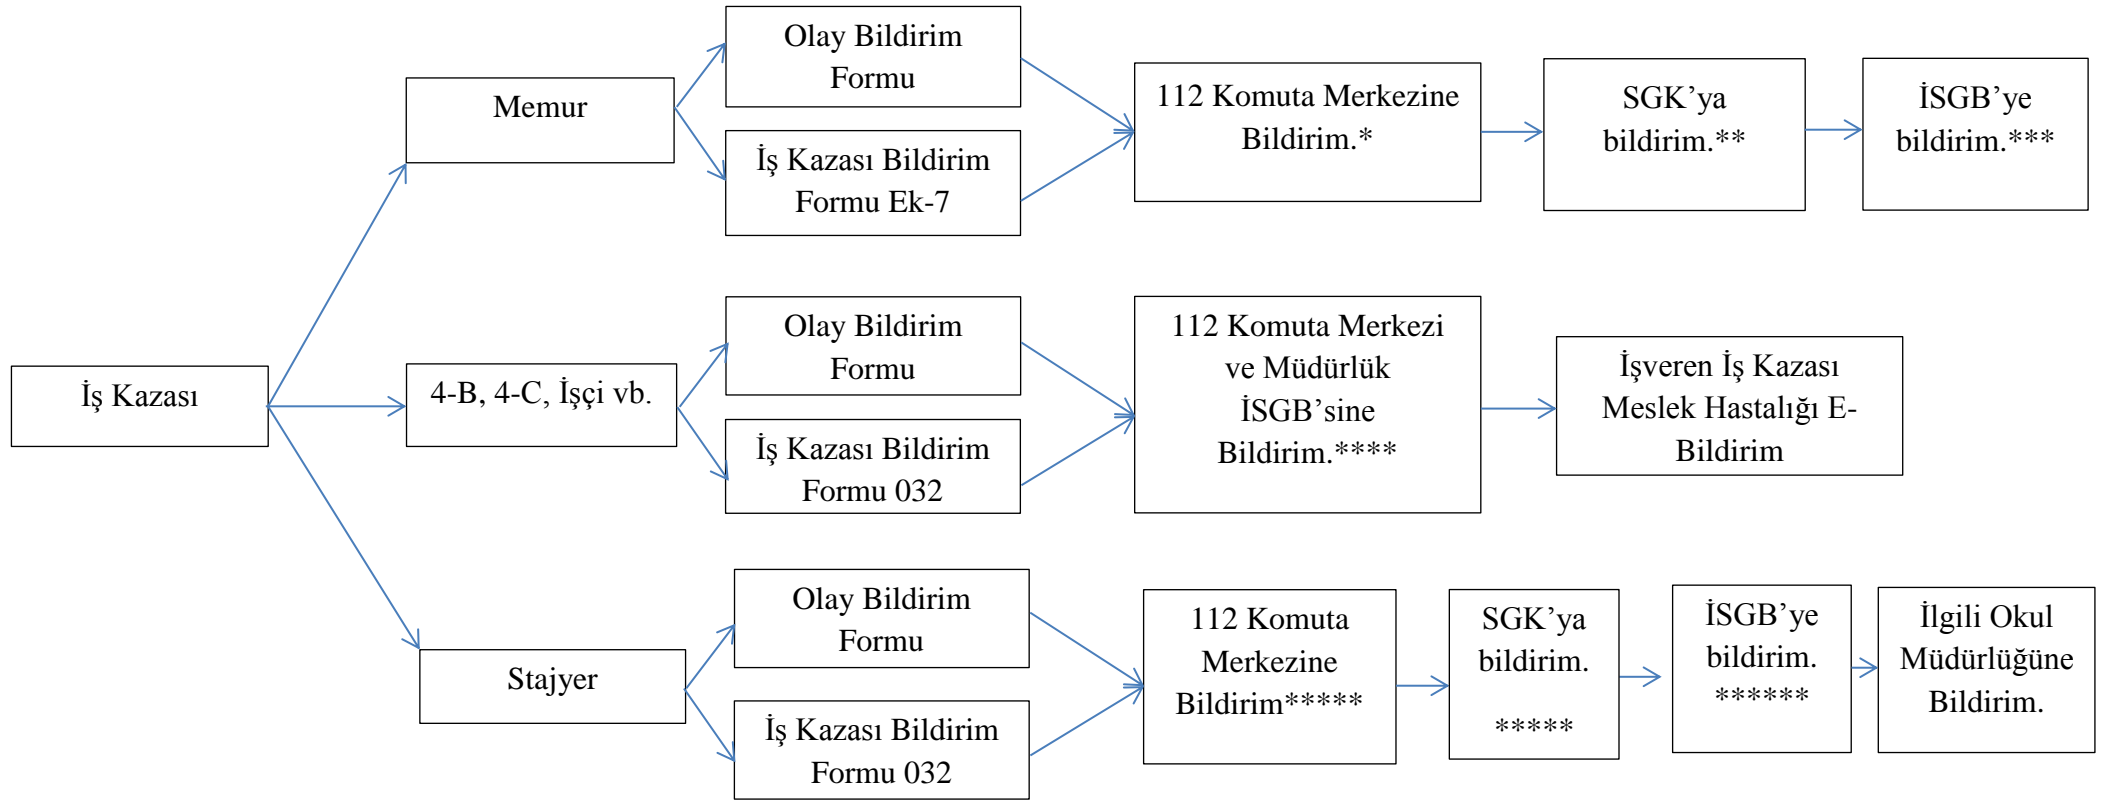 İş Kazası
Memur
Olay Bildirim
Formu
İş Kazası Bildirim
Formu Ek-7
112 Komuta Merkezine
Bildirim.*
SGK’ya
bildirim.**
İSGB’ye
bildirim.***
4-B, 4-C, İşçi vb.
Olay Bildirim
Formu
İş Kazası Bildirim
Formu 032
112 Komuta Merkezi
ve Müdürlük
İSGB’sine
Bildirim.****
İşveren İş Kazası
Meslek Hastalığı E-
Bildirim
Stajyer
Olay Bildirim
Formu
İş Kazası Bildirim
Formu 032
112 Komuta
Merkezine
Bildirim*****
SGK’ya
bildirim.
*****
İSGB’ye
bildirim.
******
İlgili Okul
Müdürlüğüne
Bildirim.